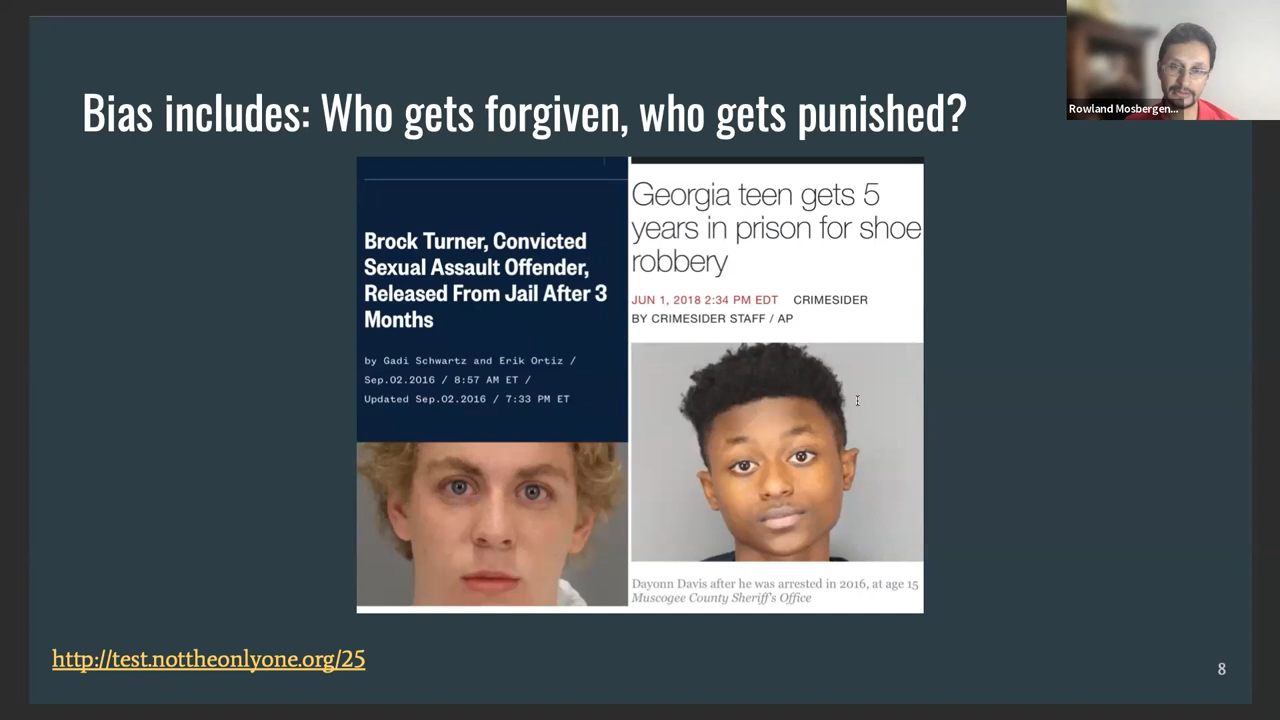 Bias includes: Who gets forgiven, who gets punished?
Rowland Mosbergen...
Brock Turner, Convicted
Sexual Assault Offender,
Released From Jail After 3
Months
by Gadi Schwartz and Erik Ortiz /
Sep.02.2016 / 8:57 AM ET /
Updated Sep.02.2016 / 7:33 PM ET
Georgia teen gets 5
years in prison for shoe
robbery
JUN 1, 2018 2:34 PM EDT CRIMESIDER
BY CRIMESIDER STAFF / AP
Dayonn Davis after he was arrested in 2016, at age 15
Muscogee County Sheriff's Office
http://test.nottheonlyone.org/25
8